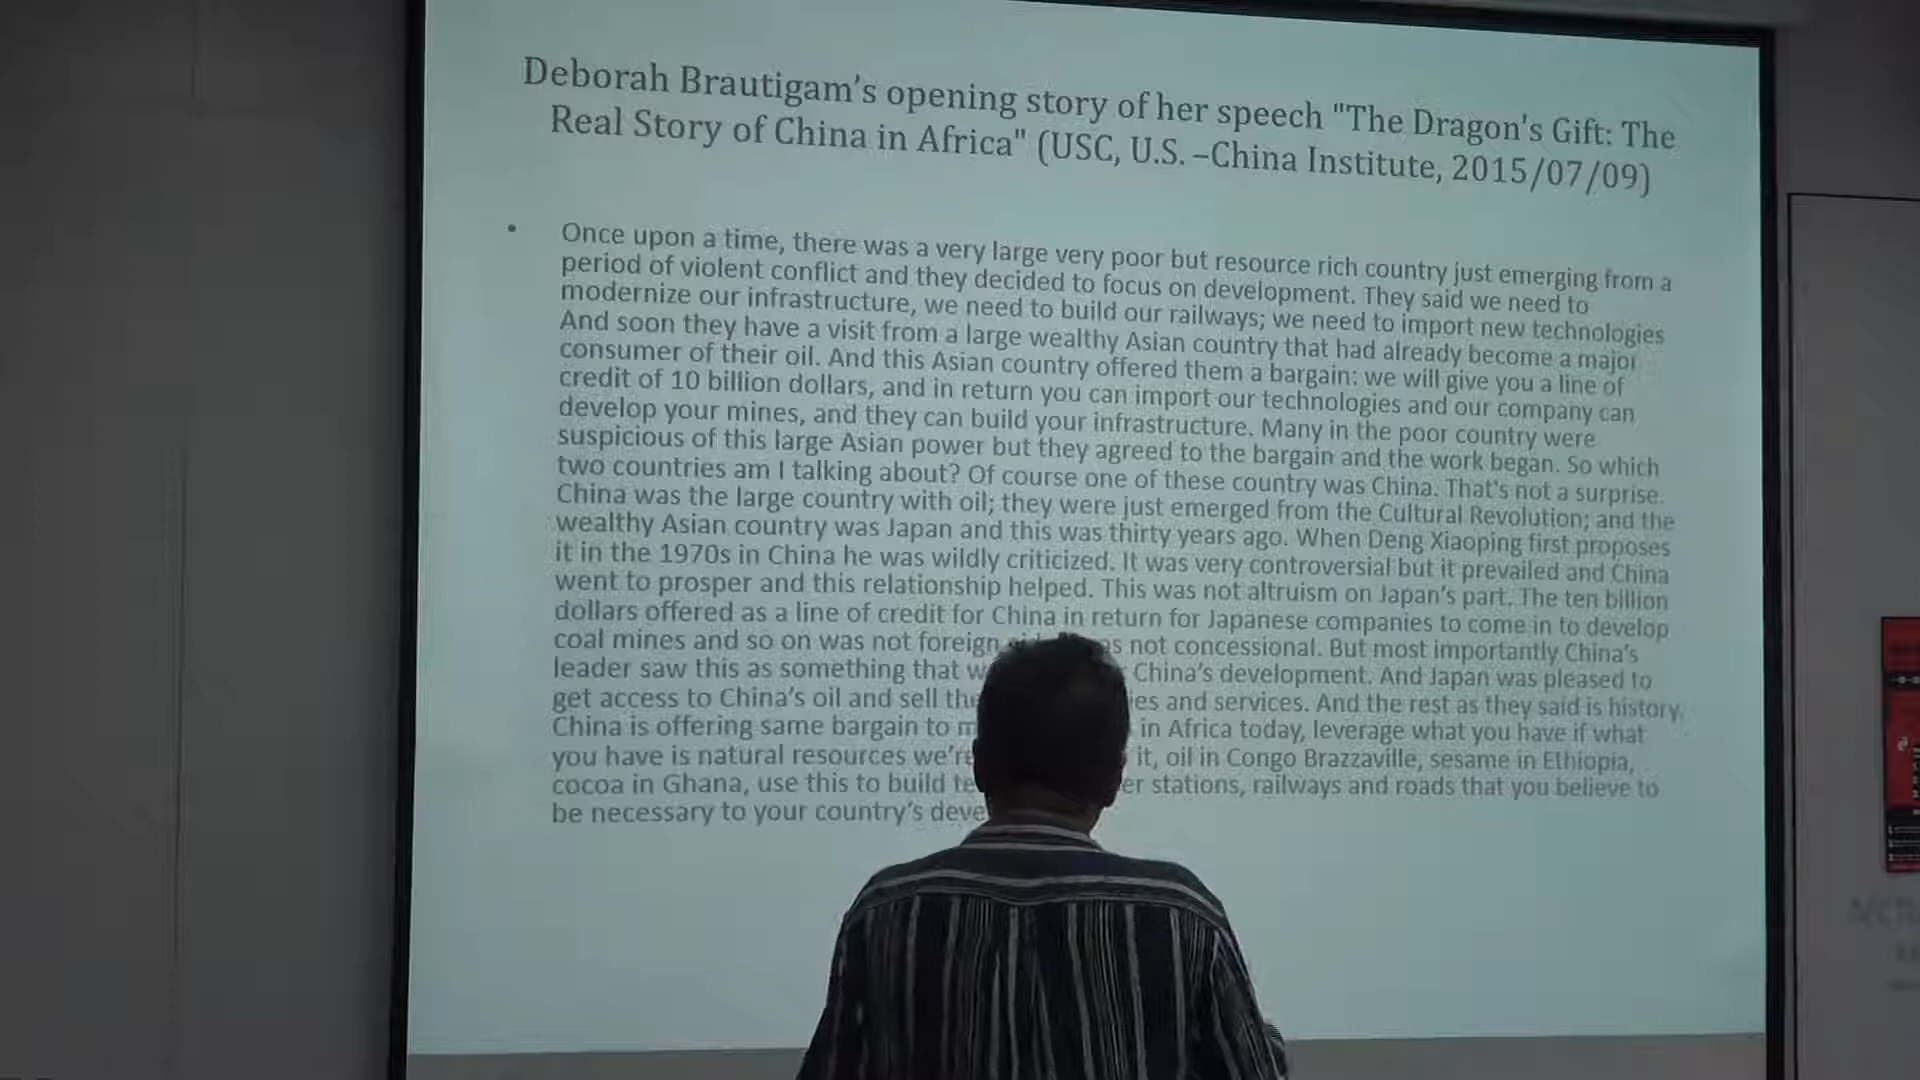 Deborah Brautigam's opening story of her speech "The Dragon's Gift: The
Real Story of China in Africa" (USC, U.S. –China Institute, 2015/07/09)
• Once upon a time, there was a very large very poor but resource rich country just emerging from a
period of violent conflict and they decided to focus on development. They said we need to
modernize our infrastructure, we need to build our railways; we need to import new technologies
And soon they have a visit from a large wealthy Asian country that had already become a major
consumer of their oil. And this Asian country offered them a bargain: we will give you a line of
credit of 10 billion dollars, and in return you can import our technologies and our company can
develop your mines, and they can build your infrastructure. Many in the poor country were
suspicious of this large Asian power but they agreed to the bargain and the work began. So which
two countries am I talking about? Of course one of these country was China. That's not a surprise.
China was the large country with oil; they were just emerged from the Cultural Revolution; and the
wealthy Asian country was Japan and this was thirty years ago. When Deng Xiaoping first proposes
it in the 1970s in China he was wildly criticized. It was very controversial but it prevailed and China
went to prosper and this relationship helped. This was not altruism on Japan's part. The ten billion
dollars offered as a line of credit for China in return for Japanese companies to come in to develop
coal mines and so on was not foreign not concessional. But most importantly China's
leader saw this as something that China's development. And Japan was pleased to
get access to China's oil and sell and services. And the rest as they said is history.
China is offering same bargain to in Africa today, leverage what you have if what
you have is natural resources it, oil in Congo Brazzaville, sesame in Ethiopia,
cocoa in Ghana, use this to build stations, railways and roads that you believe to
be necessary to your country's